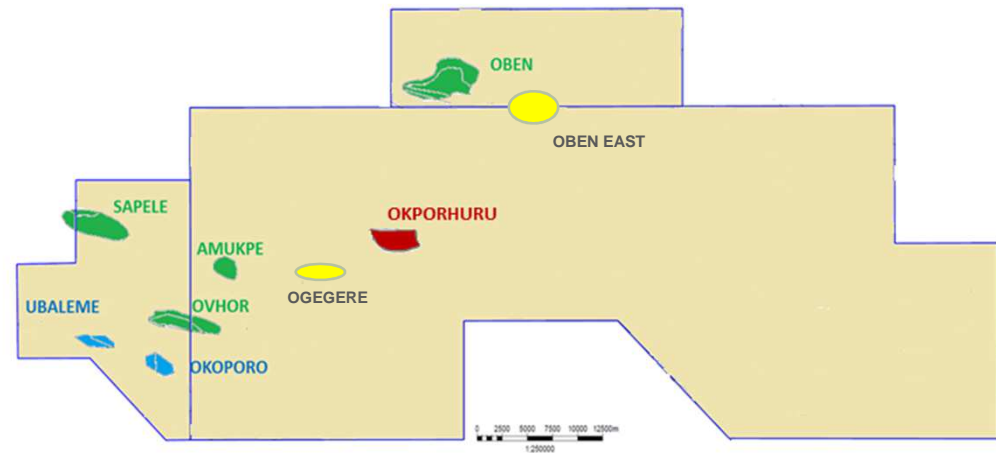 OBEN
OBEN EAST
SAPELE
OKPORHURU
AMUKPE
OGEGERE
UBALEME
OVHOR
OKOPORO
0 2500 5000 7500 10000 12500m
1:250000